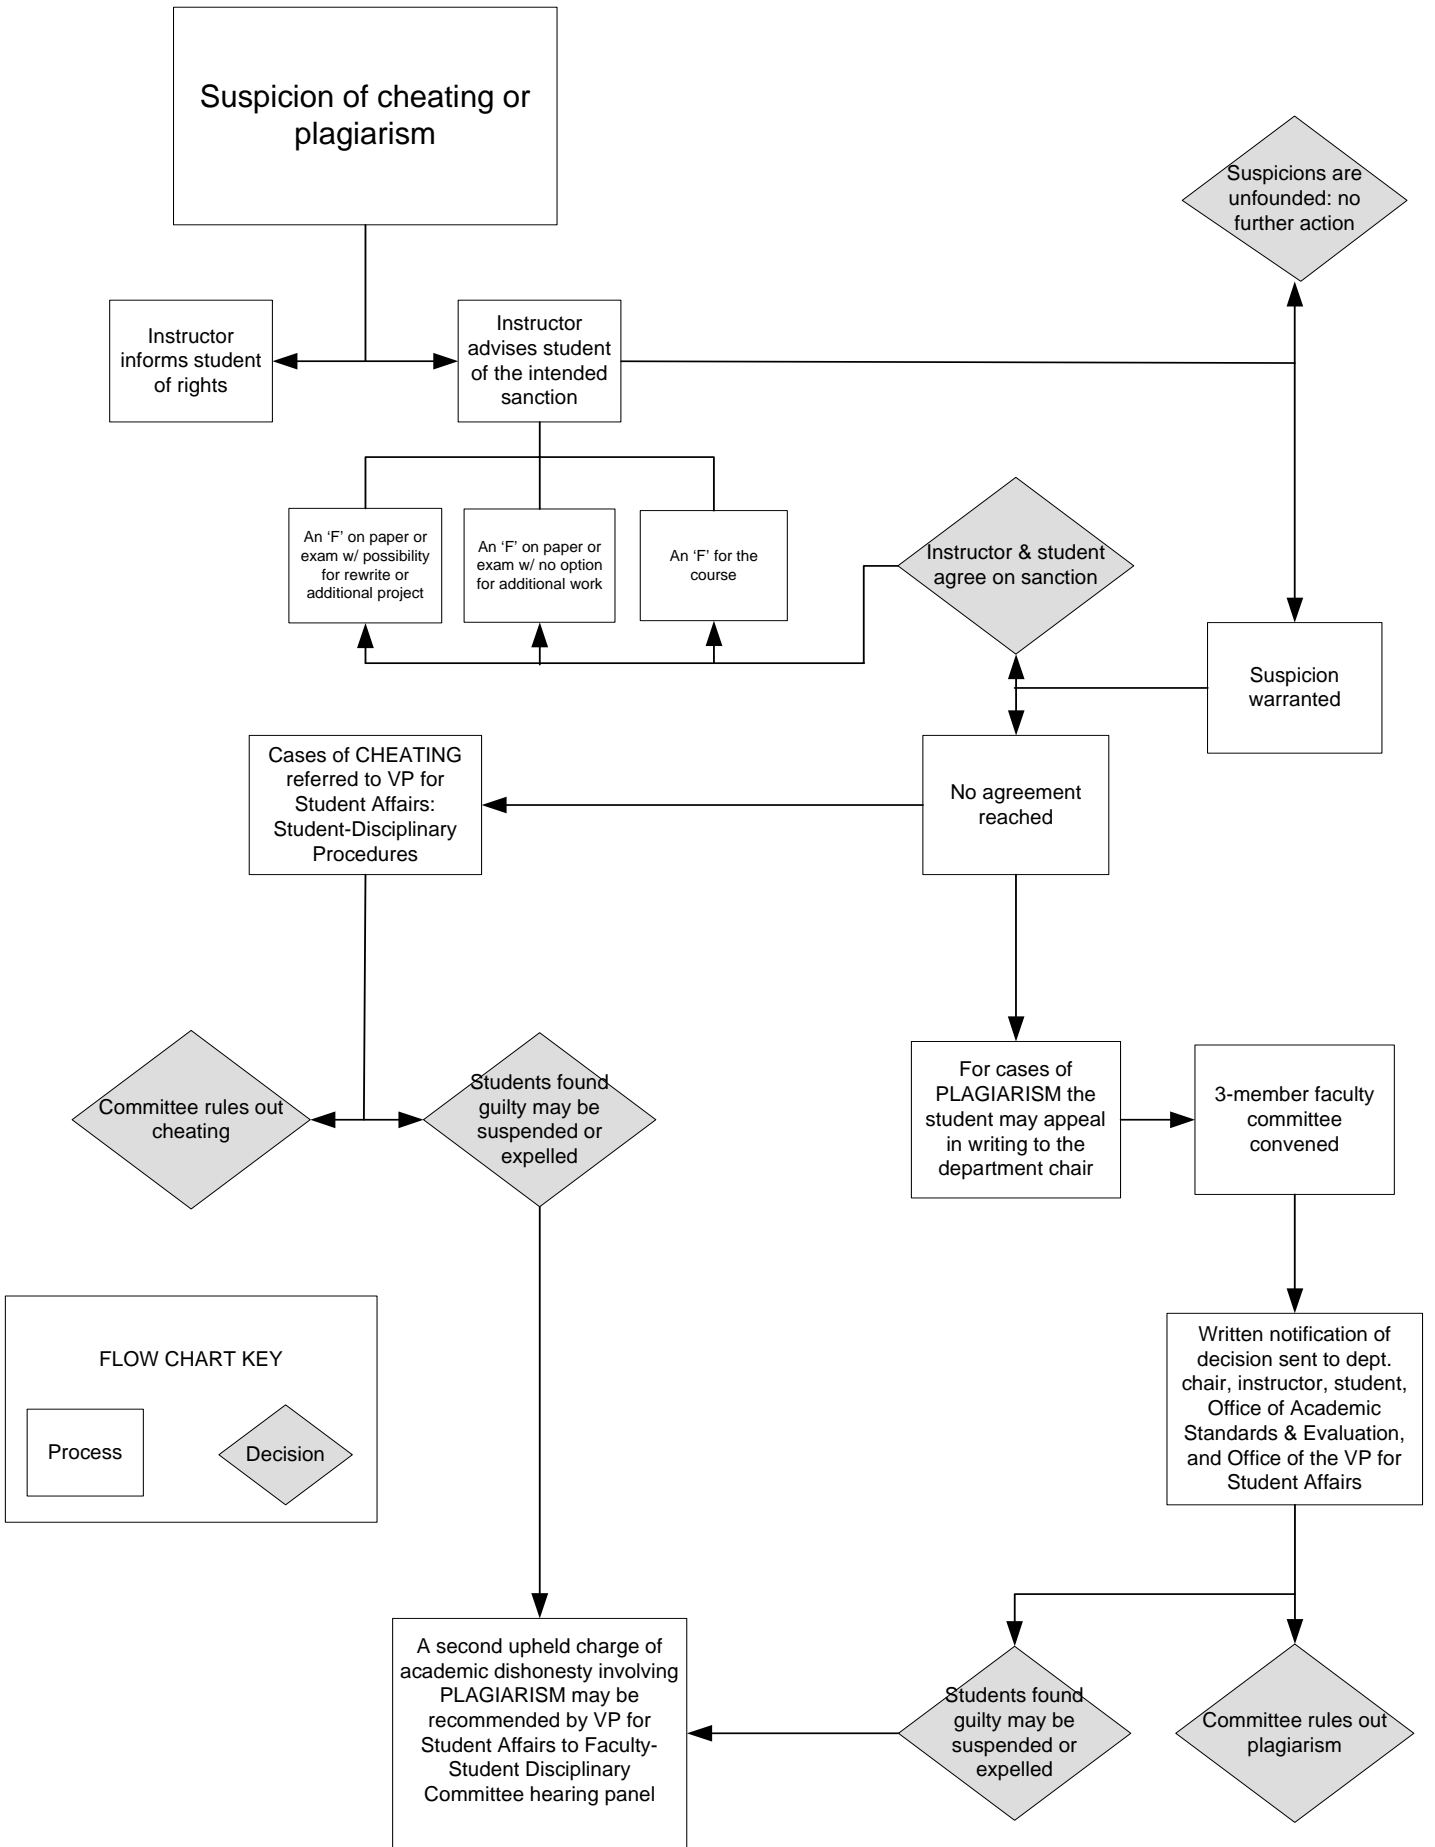 Suspicion of cheating or
plagiarism
Suspicions are
unfounded: no
further action
Instructor
informs student
of rights
Instructor
advises student
of the intended
sanction
An ‘F’ on paper or
exam w/ possibility
for rewrite or
additional project
An ‘F’ on paper or
exam w/ no option
for additional work
An ‘F’ for the
course
Instructor & student
agree on sanction
Suspicion
warranted
Cases of CHEATING
referred to VP for
Student Affairs:
Student-Disciplinary
Procedures
No agreement
reached
Committee rules out
cheating
Students found
guilty may be
suspended or
expelled
For cases of
PLAGIARISM the
student may appeal
in writing to the
department chair
3-member faculty
committee
convened
FLOW CHART KEY
Process
Decision
Written notification of
decision sent to dept.
chair, instructor, student,
Office of Academic
Standards & Evaluation,
and Office of the VP for
Student Affairs
A second upheld charge of
academic dishonesty involving
PLAGIARISM may be
recommended by VP for
Student Affairs to Faculty-
Student Disciplinary
Committee hearing panel
Students found
guilty may be
suspended or
expelled
Committee rules out
plagiarism